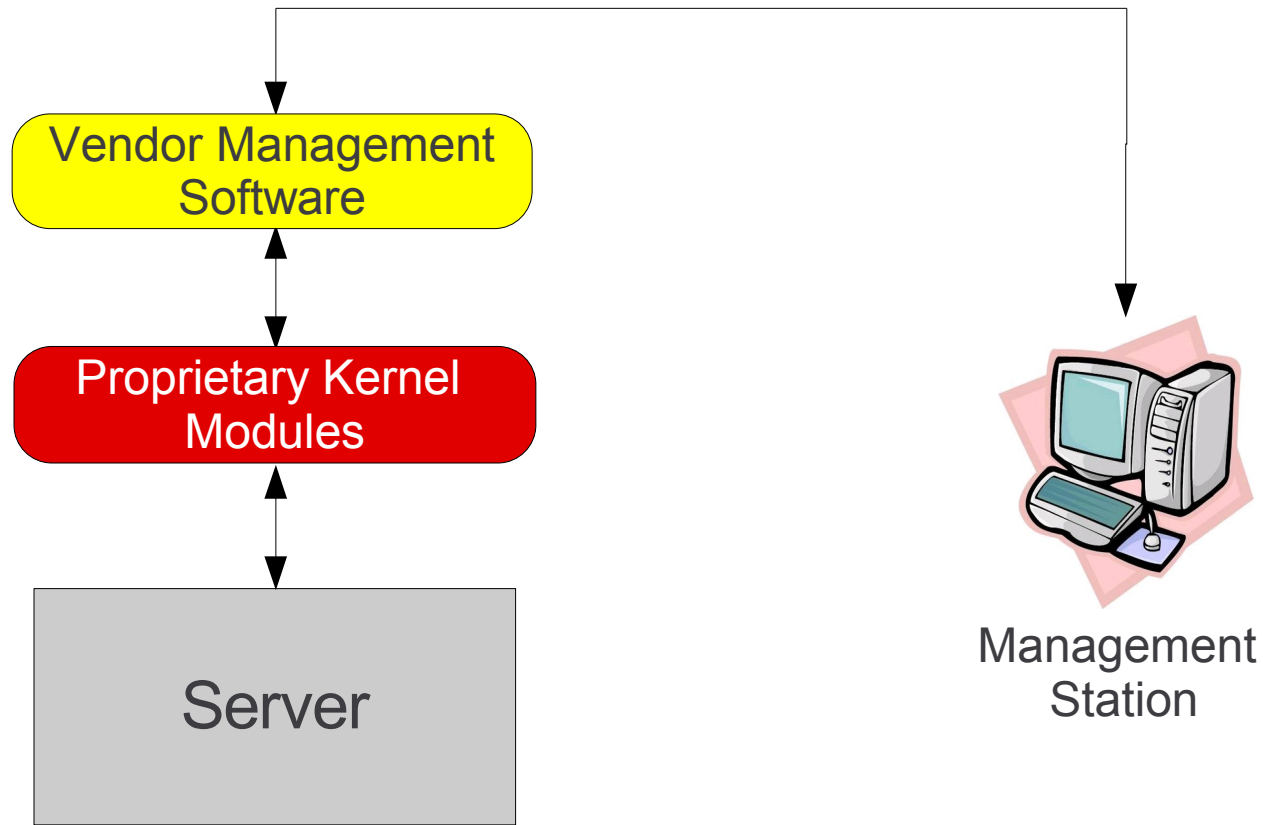 Vendor Management
Software
Proprietary Kernel
Modules
Server
Management
Station